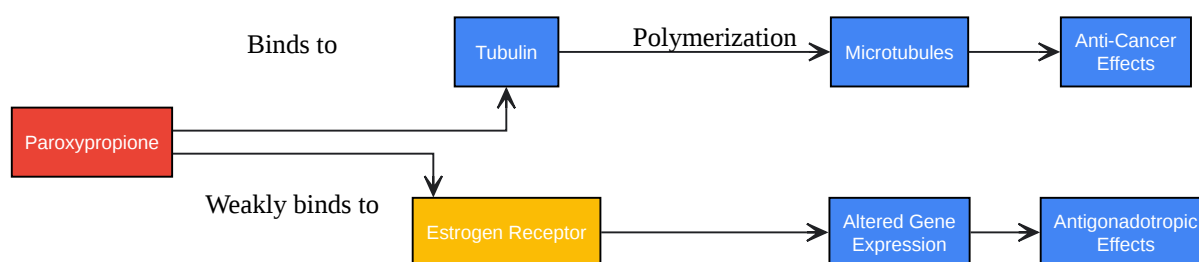 Binds to
Tubulin
Polymerization
Microtubules
Anti-Cancer
Effects
Paroxypropione
Weakly binds to
Estrogen Receptor
Altered Gene
Expression
Antigonadotropic
Effects